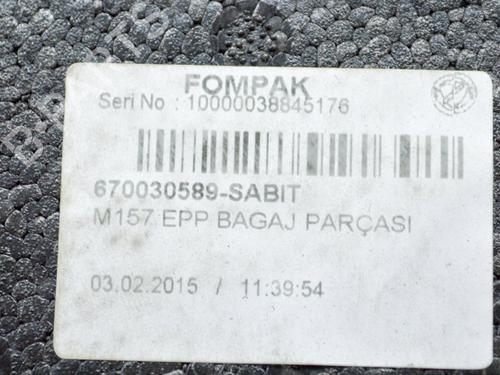 FOMPAK
Seri No : 10000038845176
670030589-SABIT
M157 EPP BAGAJ PARÇASI
03.02.2015 / 11:39:54